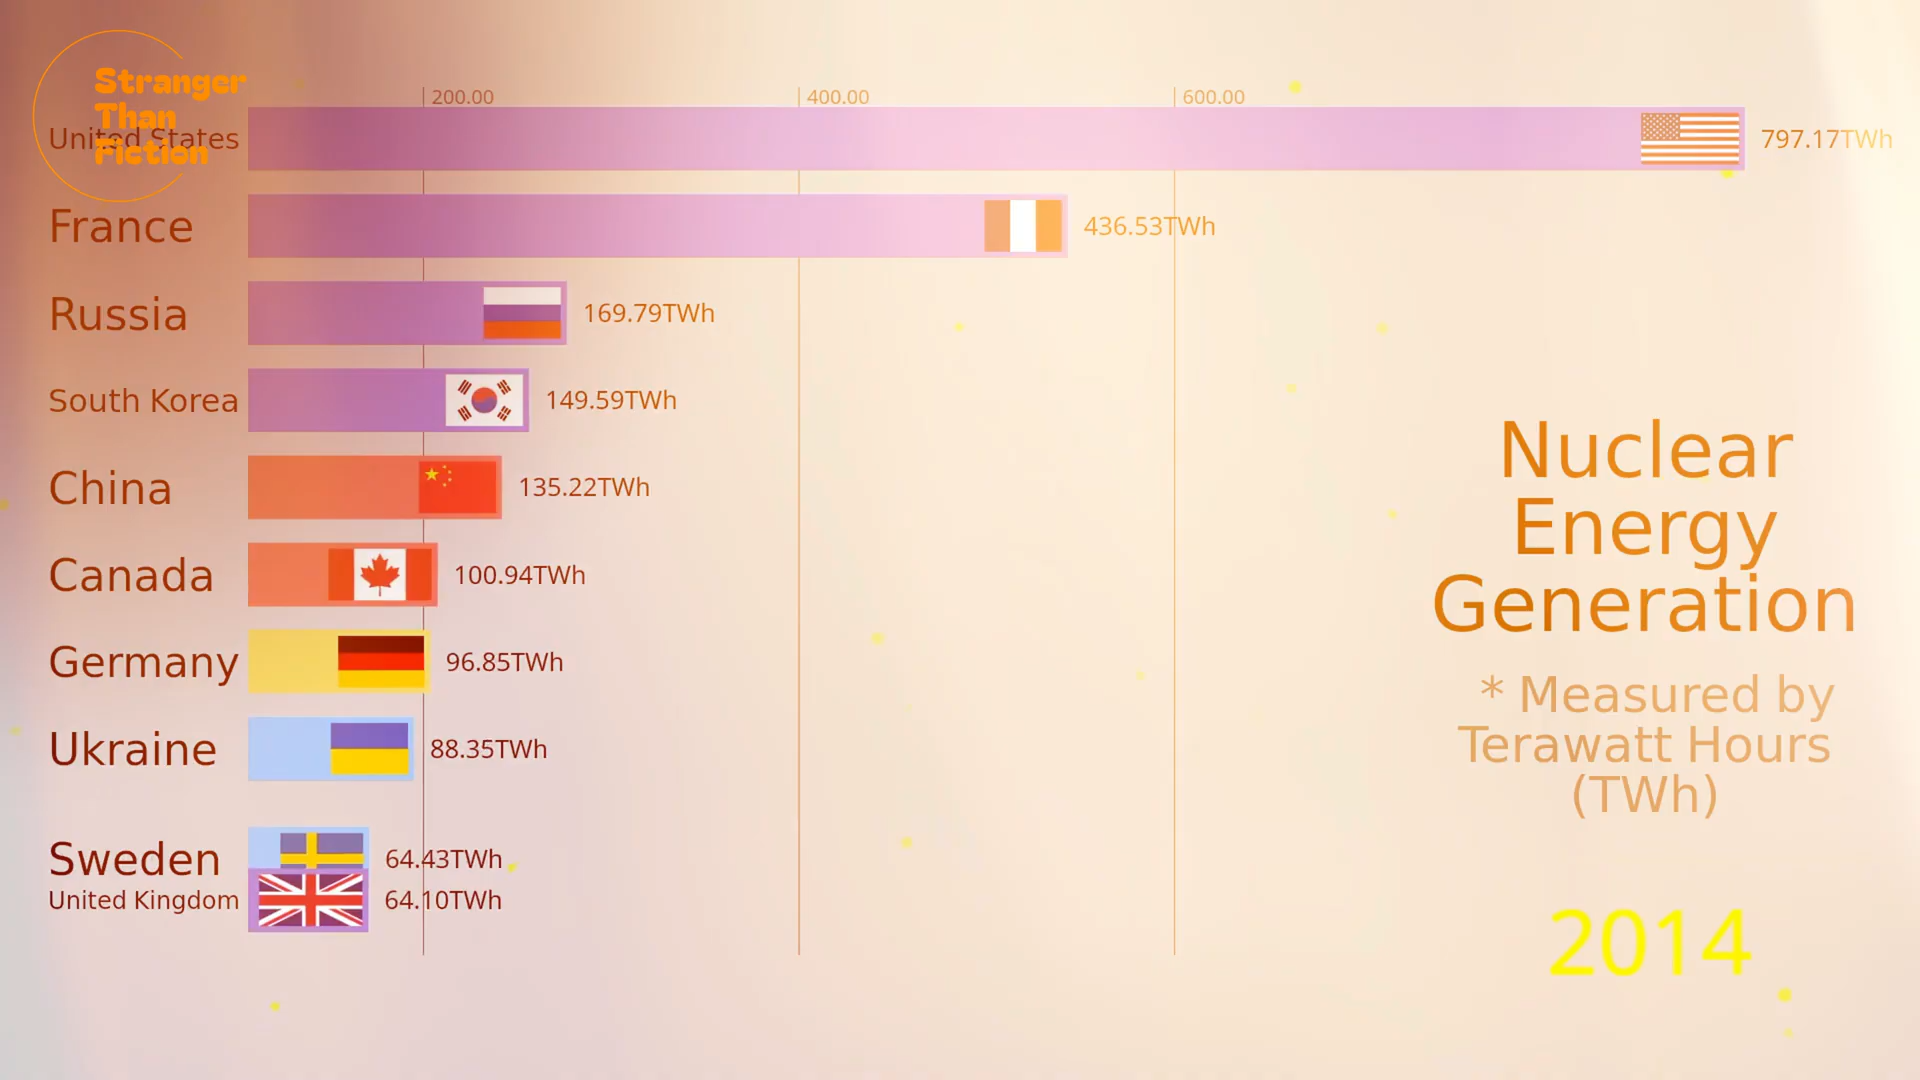 Stranger
Than
Fiction
200.00 400.00 600.00
United States 797.17TWh
France 436.53TWh
Russia 169.79TWh
South Korea 149.59TWh
China 135.22TWh
Canada 100.94TWh
Germany 96.85TWh
Ukraine 88.35TWh
Sweden 64.43TWh
United Kingdom 64.10TWh
Nuclear
Energy
Generation
* Measured by
Terawatt Hours
(TWh)
2014